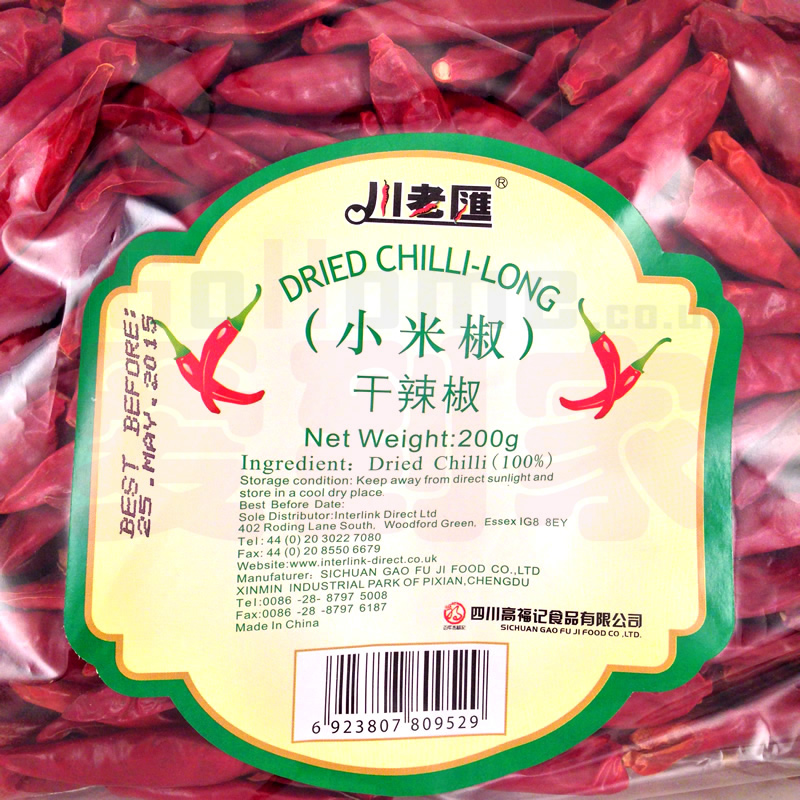 川老匯®
DRIED CHILLI-LONG
(小米椒)
干辣椒
Net Weight:200g
Ingredient: Dried Chilli(100%)
Storage condition: Keep away from direct sunlight and
store in a cool dry place.
Best Before Date:
Sole Distributor:Interlink Direct Ltd
402 Roding Lane South, Woodford Green, Essex IG8 8EY
Tel:44(0)20 3022 7080
Fax:44(0)20 8550 6679
Website:www.interlink-direct.co.uk
Manufaturer: SICHUAN GAO FU JI FOOD CO.,LTD
XINMIN INDUSTRIAL PARK OF PIXIAN,CHENGDU
Tel:0086 -28- 8797 5008
Fax:0086 -28 -8797 6187
Made In China
四川高福记食品有限公司
SICHUAN GAO FU JI FOOD CO.,LTD.
6 923807 809529
BEST BEFORE:
25.MAY.2015